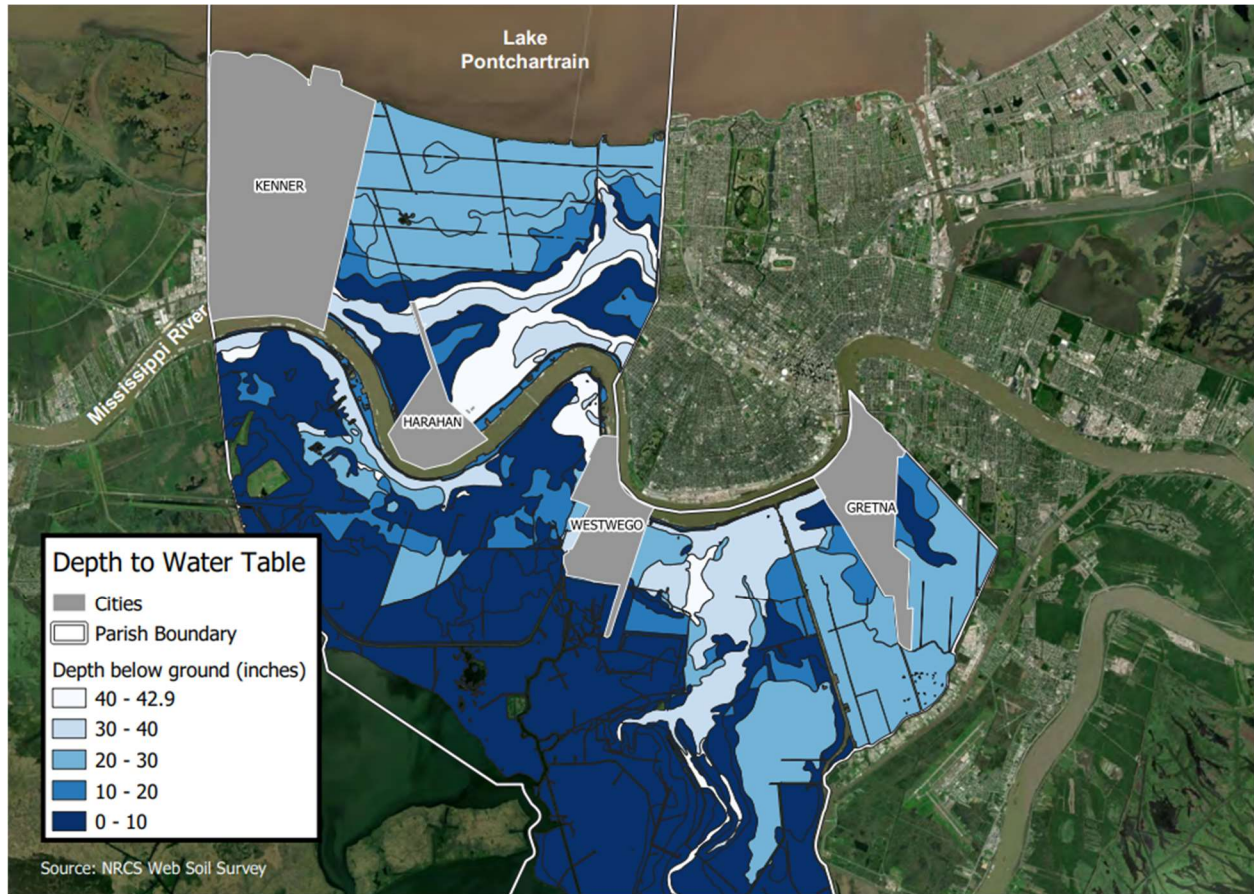 Lake
Pontchartrain
KENNER
Mississippi River
HARAHAN
WESTWEGO
GRETNA
Depth to Water Table
Cities
Parish Boundary
Depth below ground (inches)
40 - 42.9
30 - 40
20 - 30
10 - 20
0 - 10
Source: NRCS Web Soil Survey